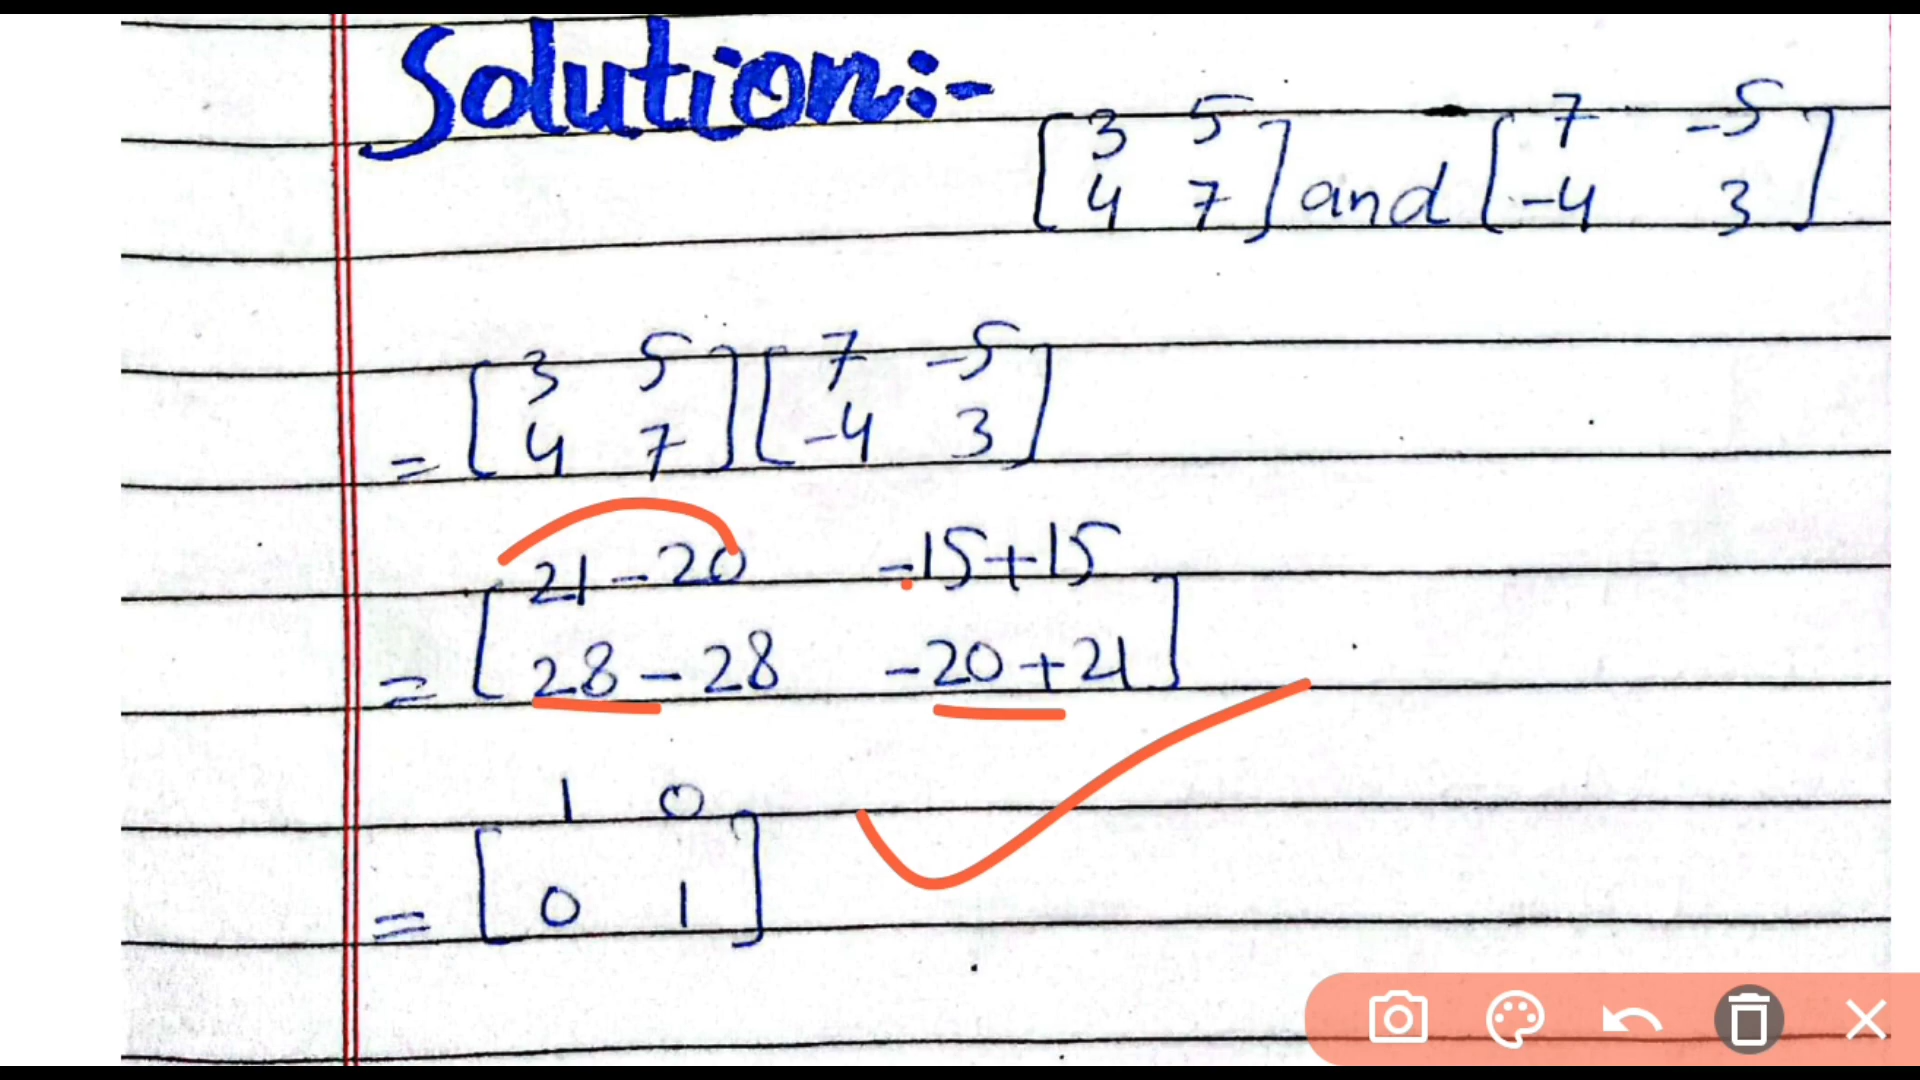 Solution:-
[3 5
4 7] and [7 -5
-4 3]
= [3 5
4 7] [7 -5
-4 3]
21-20 -15+15
= [28-28 -20+21]
1 0
= [0 1]